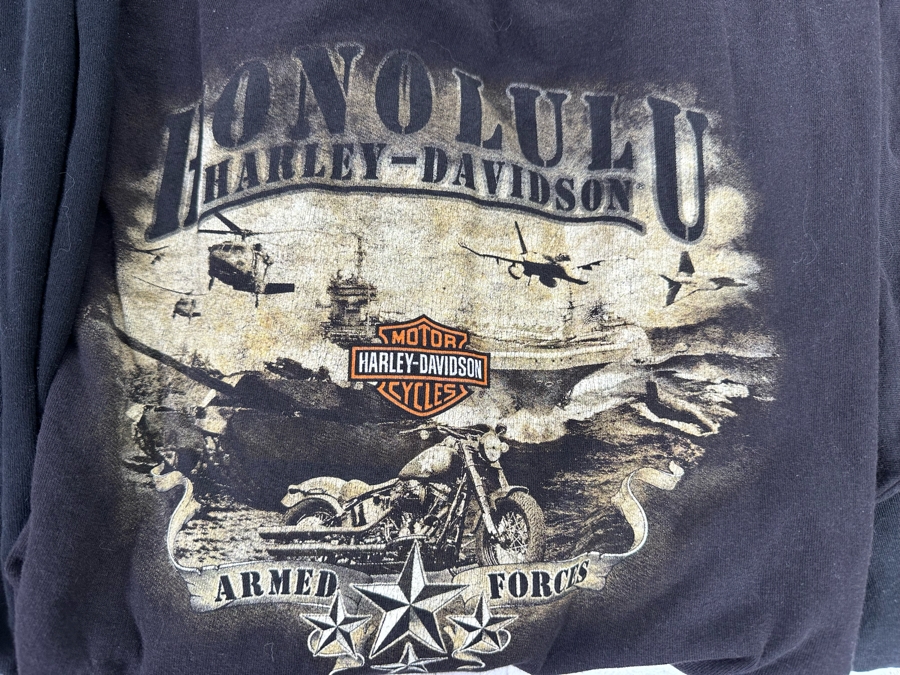 HONOLULU
HARLEY-DAVIDSON
MOTOR
HARLEY-DAVIDSON
CYCLES
ARMED FORCES